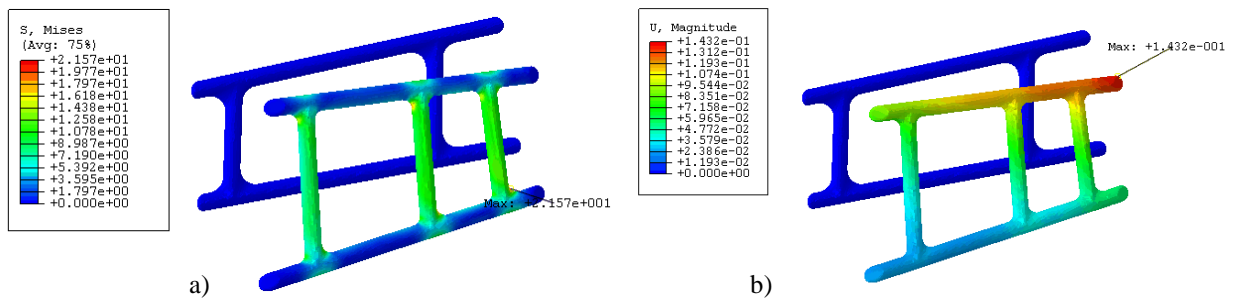 S, Mises
(Avg: 75%)
+2.157e+01
+1.977e+01
+1.797e+01
+1.618e+01
+1.438e+01
+1.258e+01
+1.078e+01
+8.987e+00
+7.190e+00
+5.392e+00
+3.595e+00
+1.797e+00
+0.000e+00
Max: +2.157e+001
a)
U, Magnitude
+1.432e-01
+1.312e-01
+1.193e-01
+1.074e-01
+9.544e-02
+8.351e-02
+7.158e-02
+5.965e-02
+4.772e-02
+3.579e-02
+2.386e-02
+1.193e-02
+0.000e+00
Max: +1.432e-001
b)